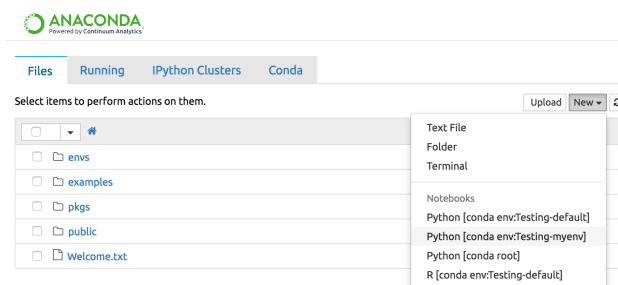 ANACONDA
Powered by Continuum Analytics
Files Running IPython Clusters Conda
Select items to perform actions on them.
Upload New
envs
examples
pkgs
public
Welcome.txt
Text File
Folder
Terminal
Notebooks
Python [conda env:Testing-default]
Python [conda env:Testing-myenv]
Python [conda root]
R [conda env:Testing-default]